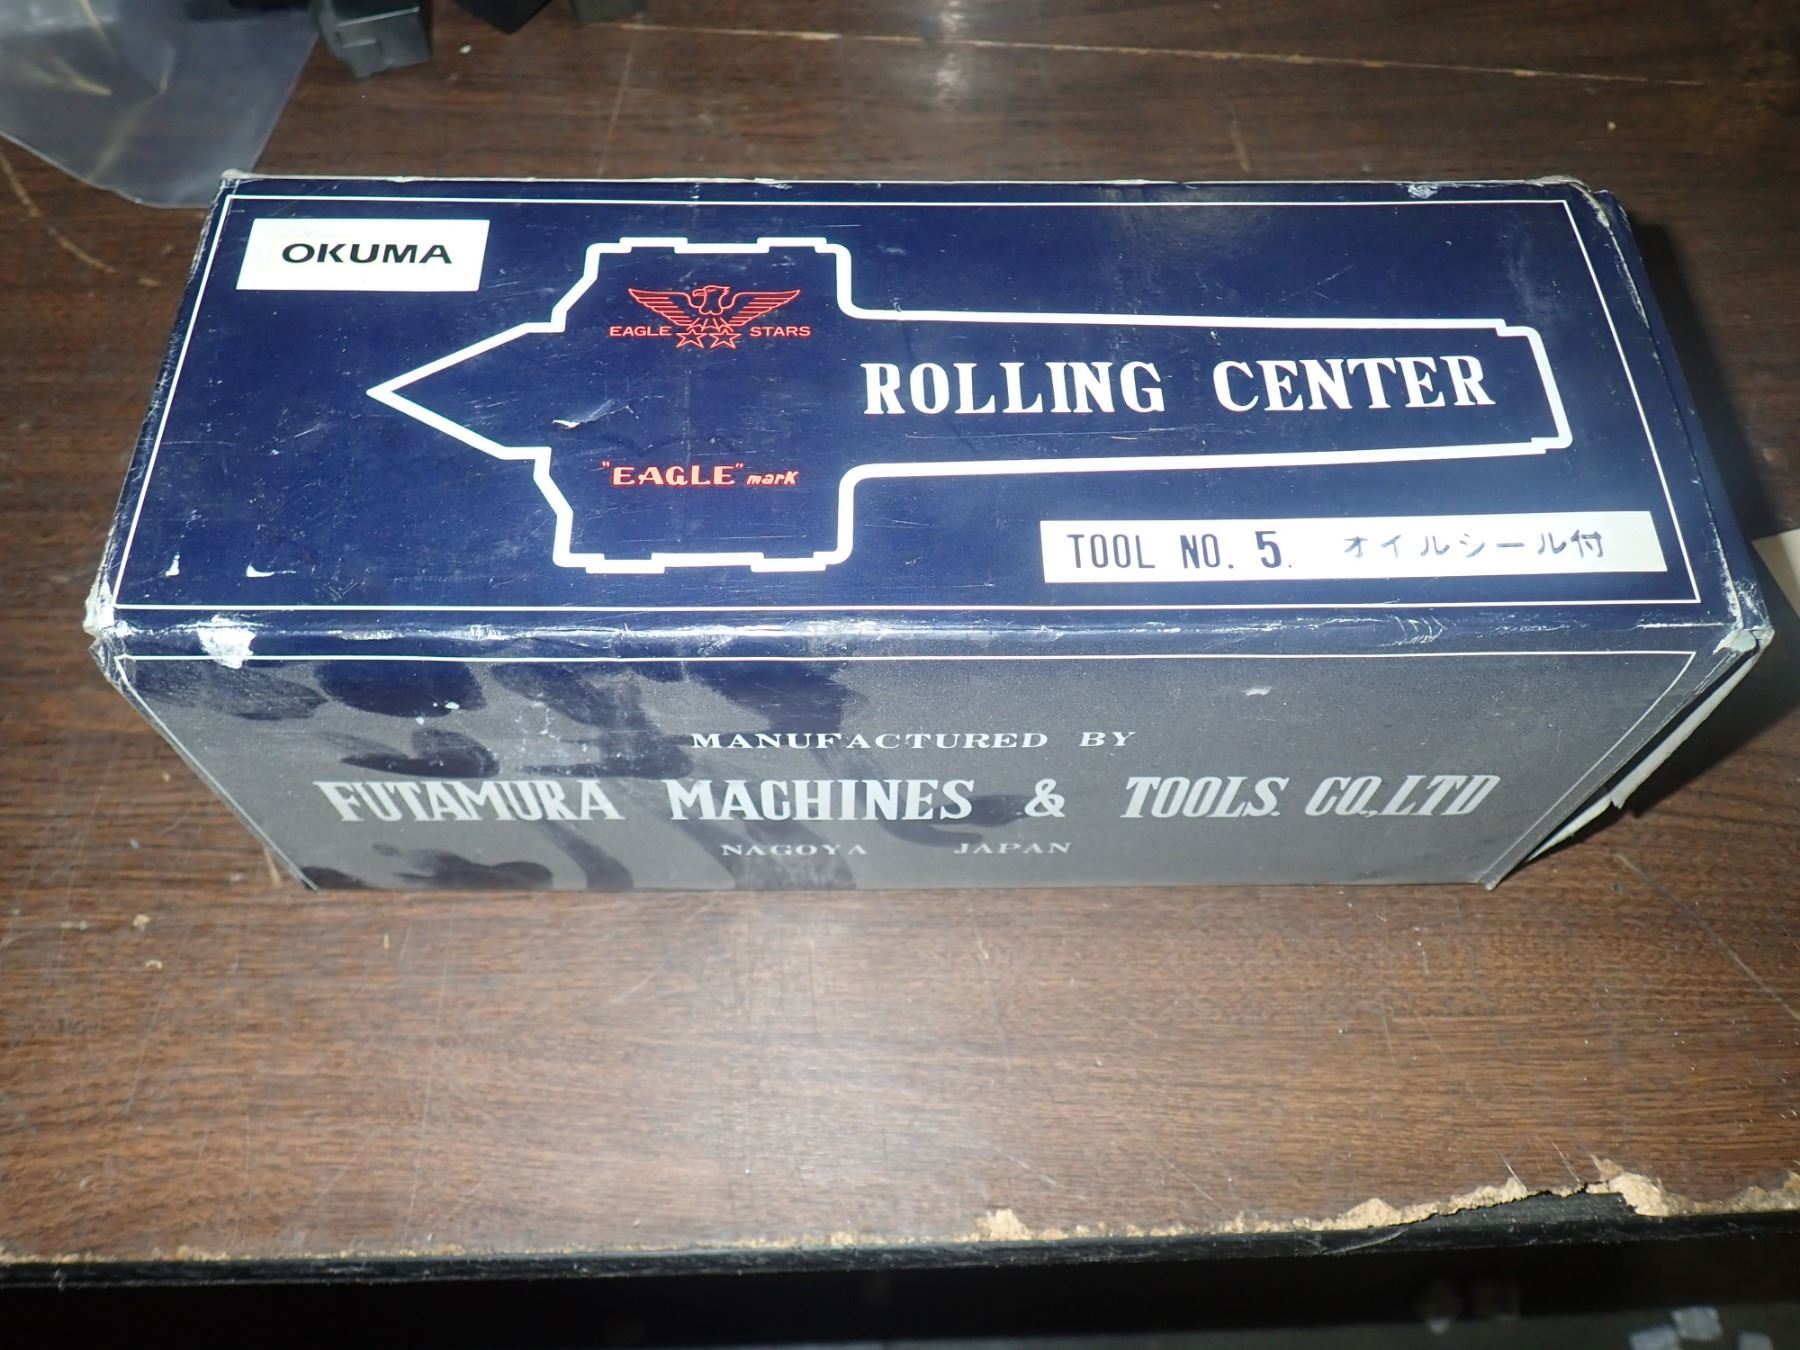 OKUMA
EAGLE STARS
ROLLING CENTER
"EAGLE" mark
TOOL NO. 5. オイルシール付
MANUFACTURED BY
FUTAMURA MACHINES & TOOLS. CO.,LTD
NAGOYA JAPAN